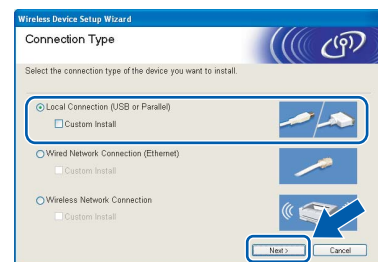 Wireless Device Setup Wizard
Connection Type
Select the connection type of the device you want to install.
Local Connection (USB or Parallel)
Custom Install
Wired Network Connection (Ethernet)
Custom Install
Wireless Network Connection
Custom Install
Next >
Cancel